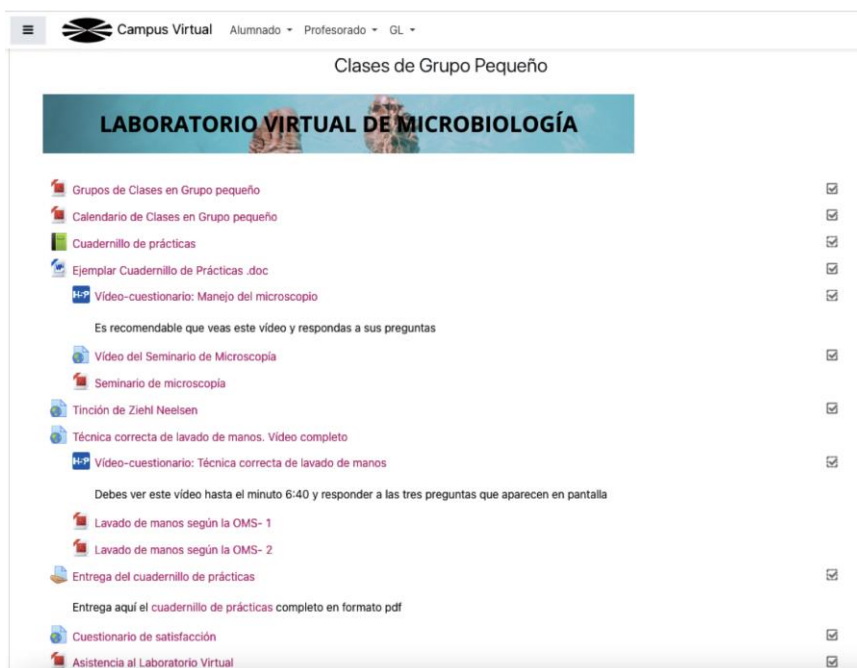 Campus Virtual Alumnado Profesorado GL
Clases de Grupo Pequeño
LABORATORIO VIRTUAL DE MICROBIOLOGÍA
Grupos de Clases en Grupo pequeño
Calendario de Clases en Grupo pequeño
Cuadernillo de prácticas
Ejemplar Cuadernillo de Prácticas .doc
H-P Vídeo-cuestionario: Manejo del microscopio
Es recomendable que veas este vídeo y respondas a sus preguntas
Vídeo del Seminario de Microscopía
Seminario de microscopía
Tinción de Ziehl Neelsen
Técnica correcta de lavado de manos. Vídeo completo
H-P Vídeo-cuestionario: Técnica correcta de lavado de manos
Debes ver este vídeo hasta el minuto 6:40 y responder a las tres preguntas que aparecen en pantalla
Lavado de manos según la OMS- 1
Lavado de manos según la OMS- 2
Entrega del cuadernillo de prácticas
Entrega aquí el cuadernillo de prácticas completo en formato pdf
Cuestionario de satisfacción
Asistencia al Laboratorio Virtual